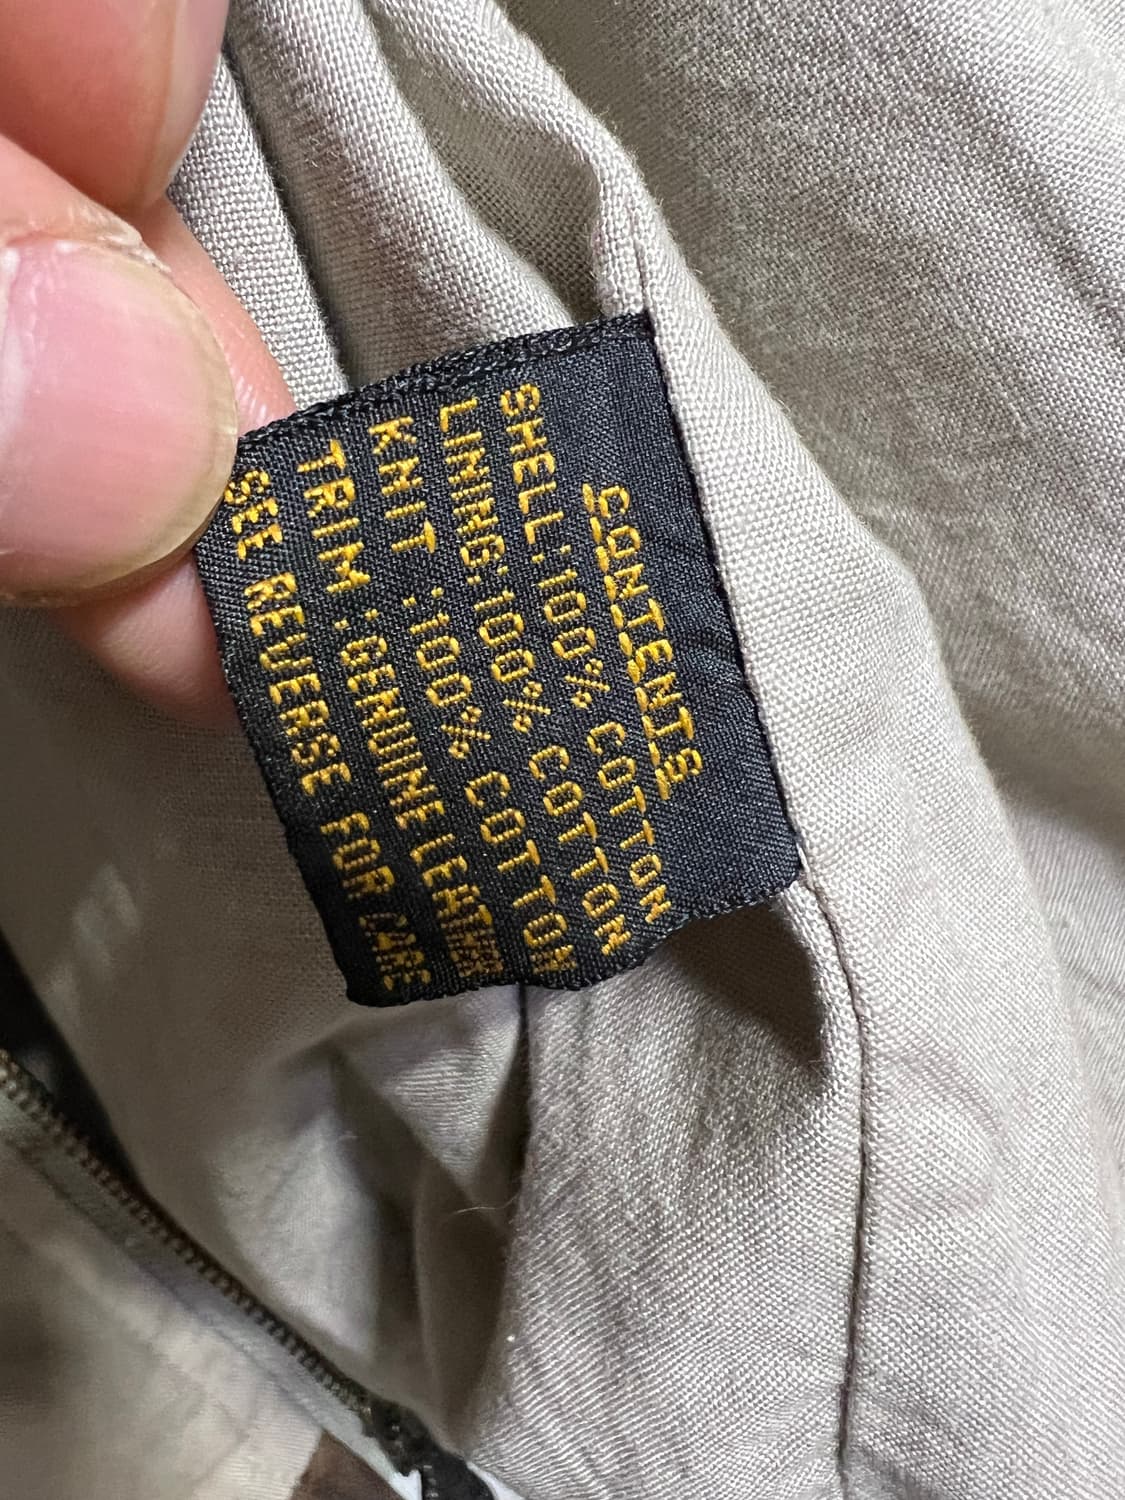 CONTENTS
SHELL:100% COTTON
LINING:100% COTTON
KNIT :100% COTTON
TRIM :GENUINE LEATHER
SEE REVERSE FOR CARE